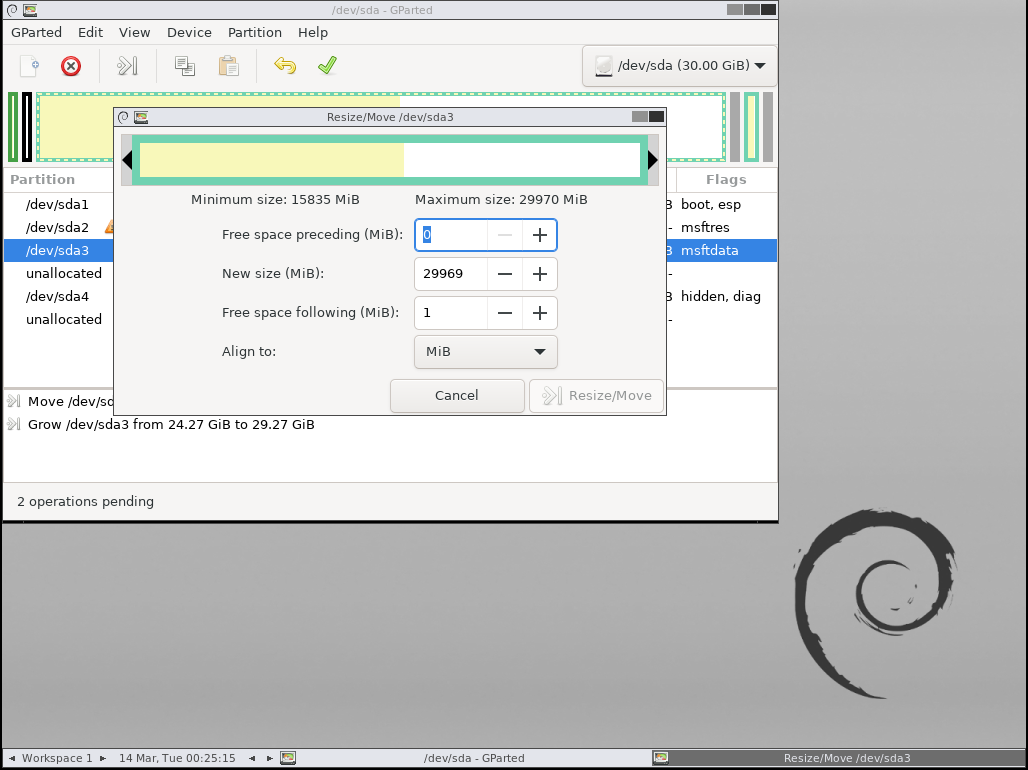 /dev/sda - GParted
GParted Edit View Device Partition Help
/dev/sda (30.00 GiB)
Resize/Move /dev/sda3
Minimum size: 15835 MiB Maximum size: 29970 MiB
Free space preceding (MiB): 0
New size (MiB): 29969
Free space following (MiB): 1
Align to: MiB
Cancel Resize/Move
Partition Flags
/dev/sda1 B boot, esp
/dev/sda2 - msftres
/dev/sda3 B msftdata
unallocated -
/dev/sda4 B hidden, diag
unallocated -
Move /dev/sd
Grow /dev/sda3 from 24.27 GiB to 29.27 GiB
2 operations pending
Workspace 1 14 Mar, Tue 00:25:15 /dev/sda - GParted Resize/Move /dev/sda3